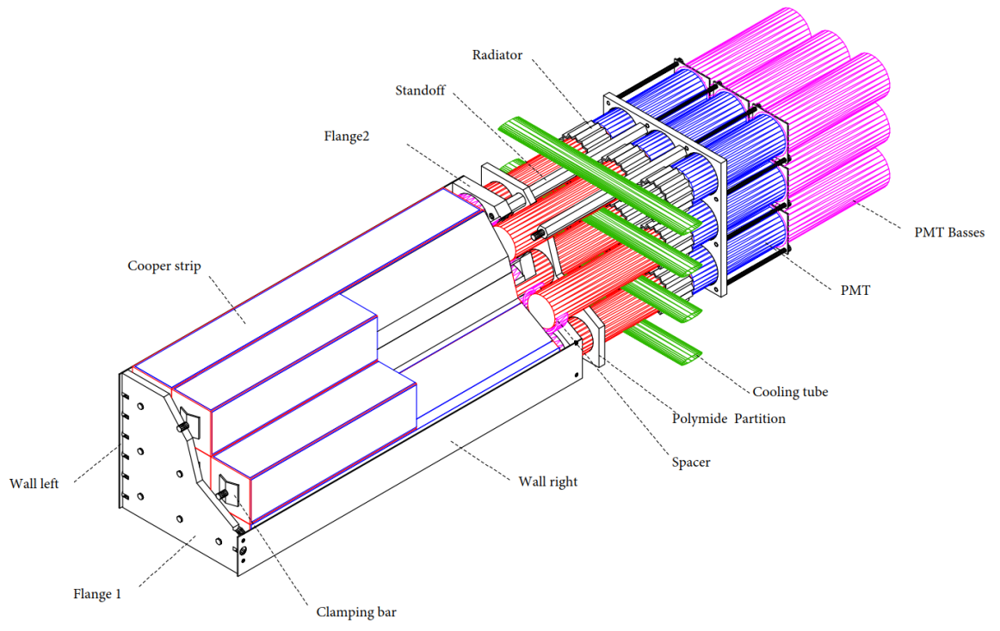 Radiator
Standoff
Flange2
PMT Basses
Cooper strip
PMT
Cooling tube
Polymide Partition
Spacer
Wall right
Wall left
Flange 1
Clamping bar